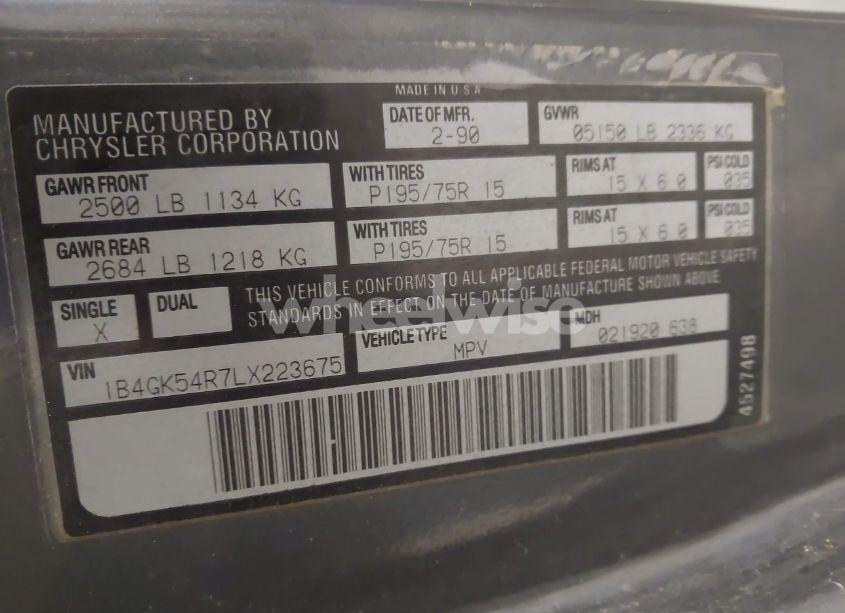 MADE IN U S A
MANUFACTURED BY
CHRYSLER CORPORATION
DATE OF MFR.
2-90
GVWR
05150 LB 2336 KG
GAWR FRONT
2500 LB 1134 KG
WITH TIRES
P195/75R 15
RIMS AT
15 X 6 0
PSI COLD
035
GAWR REAR
2684 LB 1218 KG
WITH TIRES
P195/75R 15
RIMS AT
15 X 6 0
PSI COLD
035
SINGLE
X
DUAL
THIS VEHICLE CONFORMS TO ALL APPLICABLE FEDERAL MOTOR VEHICLE SAFETY
STANDARDS IN EFFECT ON THE DATE OF MANUFACTURE SHOWN ABOVE
wheelwise
VIN
1B4GK54R7LX223675
VEHICLE TYPE
MPV
MDH
021920 638
4527498